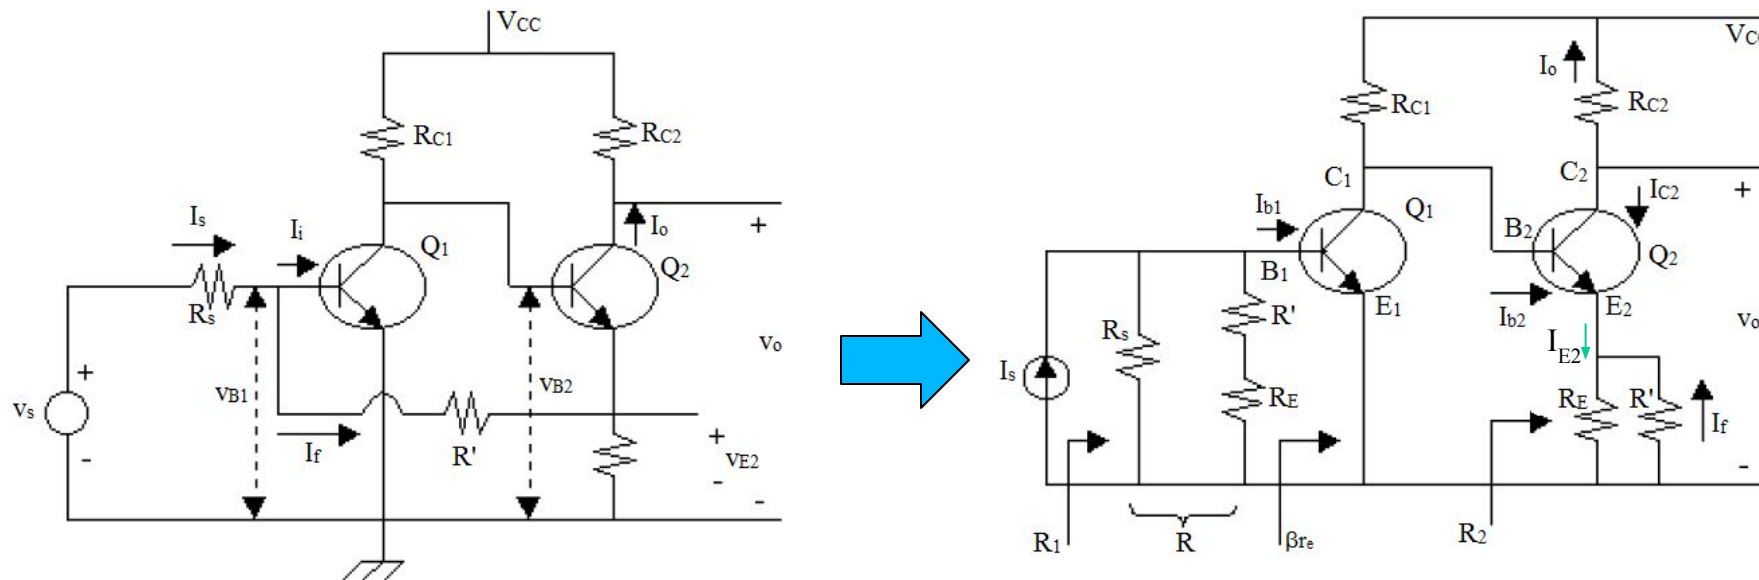 VCC
RC1
RC2
Is
Ii
Q1
Io
Q2
Rs
vo
+
vs
-
vB1
vB2
If
R'
+
vE2
-
-
+
VC
Io
RC1
RC2
C1
C2
+
Ib1
Q1
IC2
B2
Q2
B1
E1
Ib2
E2
Rs
R'
IE2
vo
Is
RE
RE
R'
If
-
R1
R
βre
R2